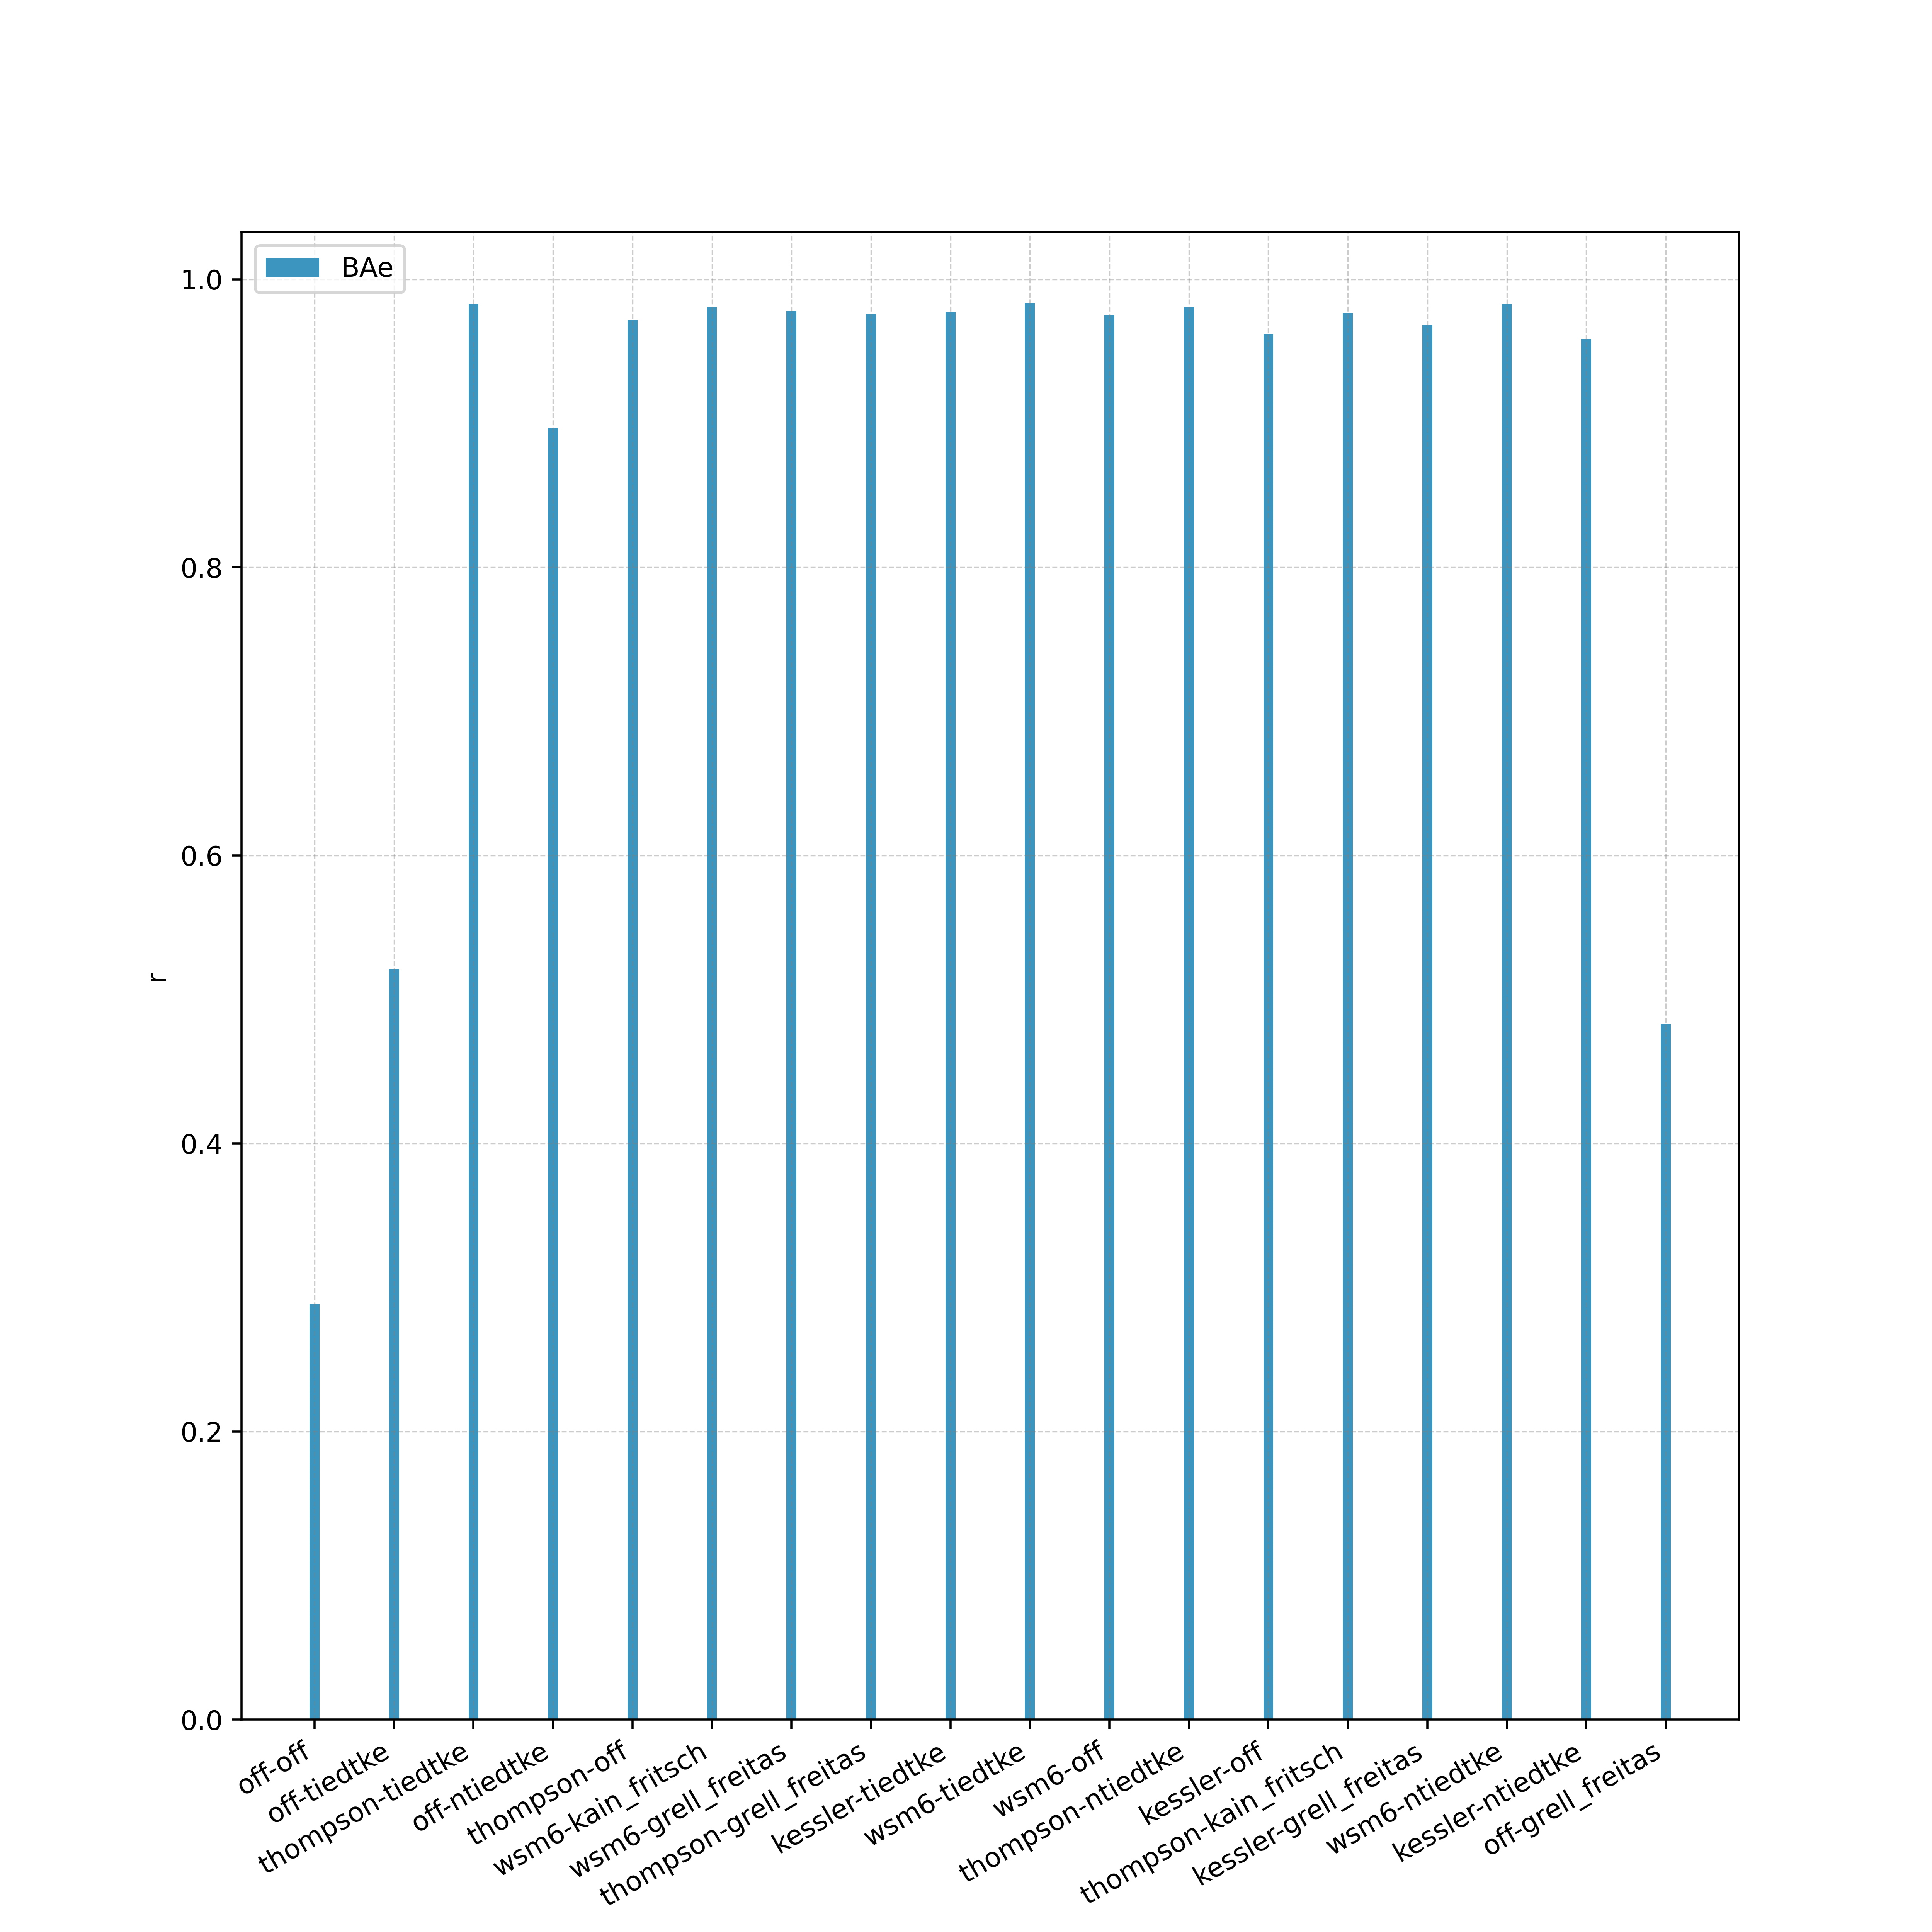 BAe
1.0
0.8
0.6
0.4
0.2
0.0
r
off-off
off-tiedtke
thompson-tiedtke
off-ntiedtke
thompson-off
wsm6-kain_fritsch
wsm6-grell_freitas
thompson-grell_freitas
kessler-tiedtke
wsm6-tiedtke
wsm6-off
thompson-ntiedtke
kessler-off
thompson-kain_fritsch
kessler-grell_freitas
wsm6-ntiedtke
kessler-ntiedtke
off-grell_freitas